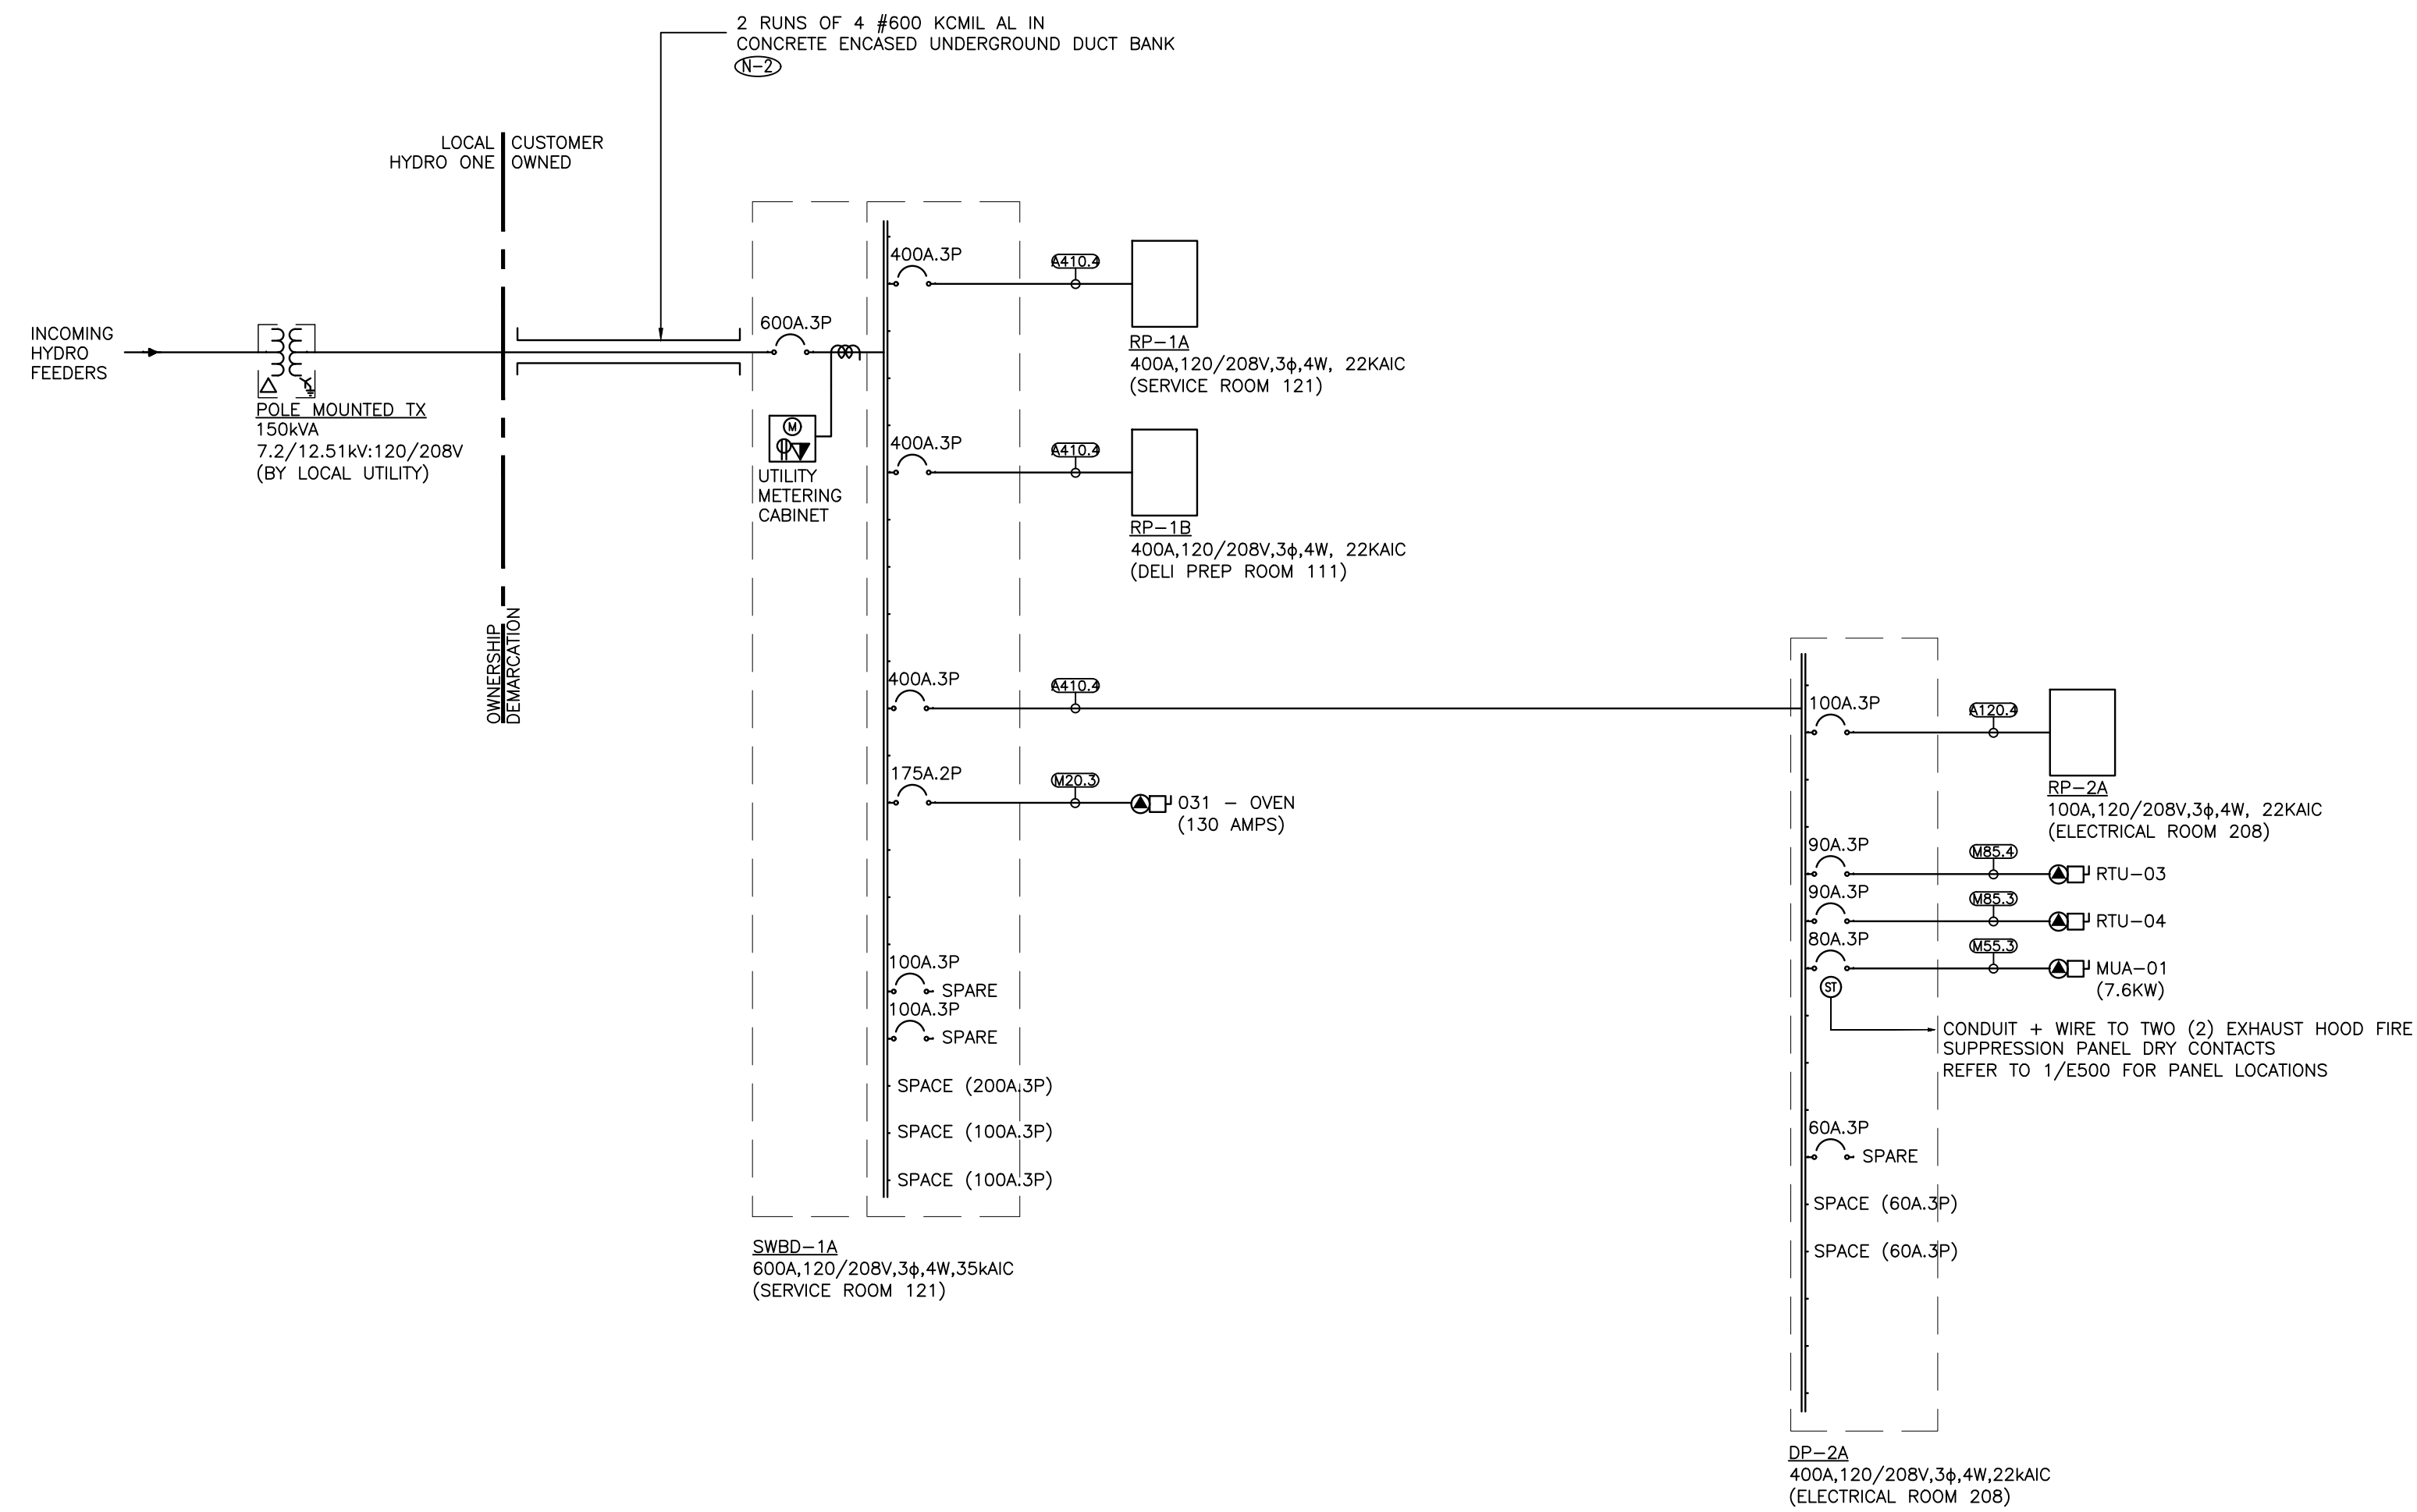 2 RUNS OF 4 #600 KCMIL AL IN
CONCRETE ENCASED UNDERGROUND DUCT BANK
N-2
LOCAL
HYDRO ONE
CUSTOMER
OWNED
INCOMING
HYDRO
FEEDERS
POLE MOUNTED TX
150kVA
7.2/12.51kV:120/208V
(BY LOCAL UTILITY)
OWNERSHIP
DEMARCATION
600A.3P
M
UTILITY
METERING
CABINET
400A.3P
A410.4
RP-1A
400A,120/208V,3ϕ,4W, 22KAIC
(SERVICE ROOM 121)
400A.3P
A410.4
RP-1B
400A,120/208V,3ϕ,4W, 22KAIC
(DELI PREP ROOM 111)
400A.3P
A410.4
175A.2P
M20.3
031 - OVEN
(130 AMPS)
100A.3P
SPARE
100A.3P
SPARE
SPACE (200A.3P)
SPACE (100A.3P)
SPACE (100A.3P)
SWBD-1A
600A,120/208V,3ϕ,4W,35kAIC
(SERVICE ROOM 121)
100A.3P
A120.4
RP-2A
100A,120/208V,3ϕ,4W, 22KAIC
(ELECTRICAL ROOM 208)
90A.3P
M85.4
RTU-03
90A.3P
M85.3
RTU-04
80A.3P
M55.3
MUA-01
(7.6KW)
ST
CONDUIT + WIRE TO TWO (2) EXHAUST HOOD FIRE
SUPPRESSION PANEL DRY CONTACTS
REFER TO 1/E500 FOR PANEL LOCATIONS
60A.3P
SPARE
SPACE (60A.3P)
SPACE (60A.3P)
DP-2A
400A,120/208V,3ϕ,4W,22kAIC
(ELECTRICAL ROOM 208)